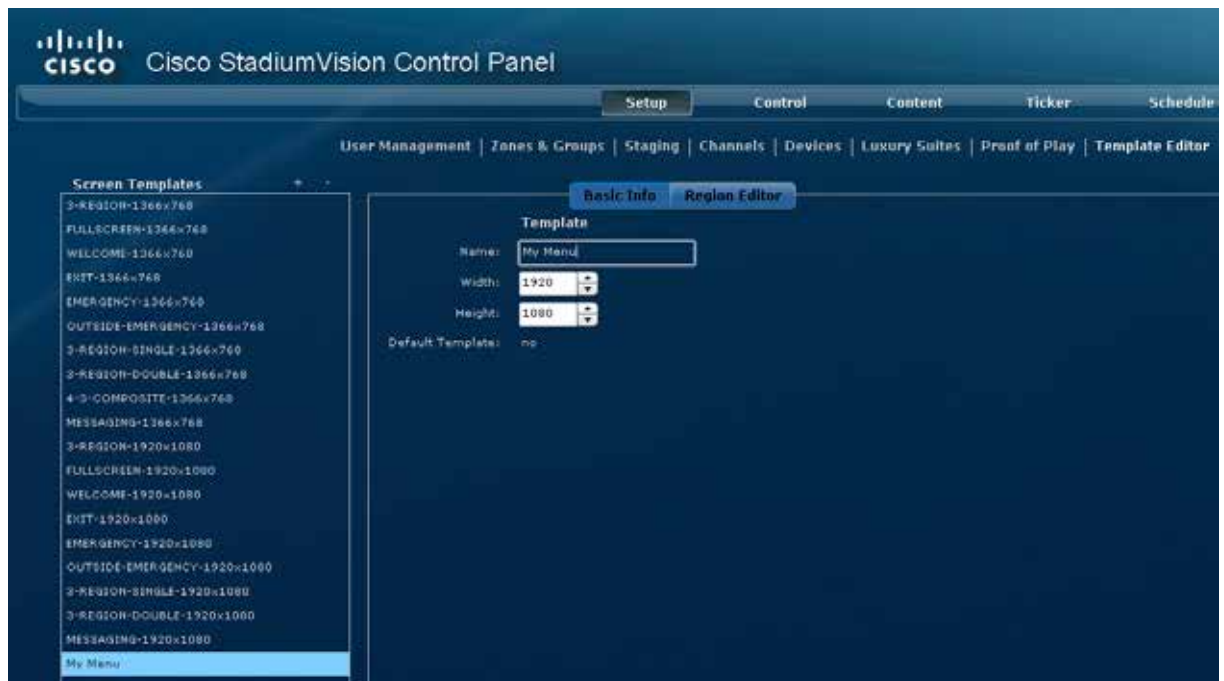 CISCO Cisco StadiumVision Control Panel
Setup Control Content Ticker Schedule
User Management | Zones & Groups | Staging | Channels | Devices | Luxury Suites | Proof of Play | Template Editor
Screen Templates + -
Basic Info Region Editor
Template
Name: My Menu
Width: 1920
Height: 1080
Default Template: no
3-REGION-1366x768
FULLSCREEN-1366x768
WELCOME-1366x768
EXIT-1366x768
EMERGENCY-1366x768
OUTSIDE-EMERGENCY-1366x768
3-REGION-SINGLE-1366x768
3-REGION-DOUBLE-1366x768
4-3-COMPOSITE-1366x768
MESSAGING-1366x768
3-REGION-1920x1080
FULLSCREEN-1920x1080
WELCOME-1920x1080
EXIT-1920x1080
EMERGENCY-1920x1080
OUTSIDE-EMERGENCY-1920x1080
3-REGION-SINGLE-1920x1080
3-REGION-DOUBLE-1920x1080
MESSAGING-1920x1080
My Menu